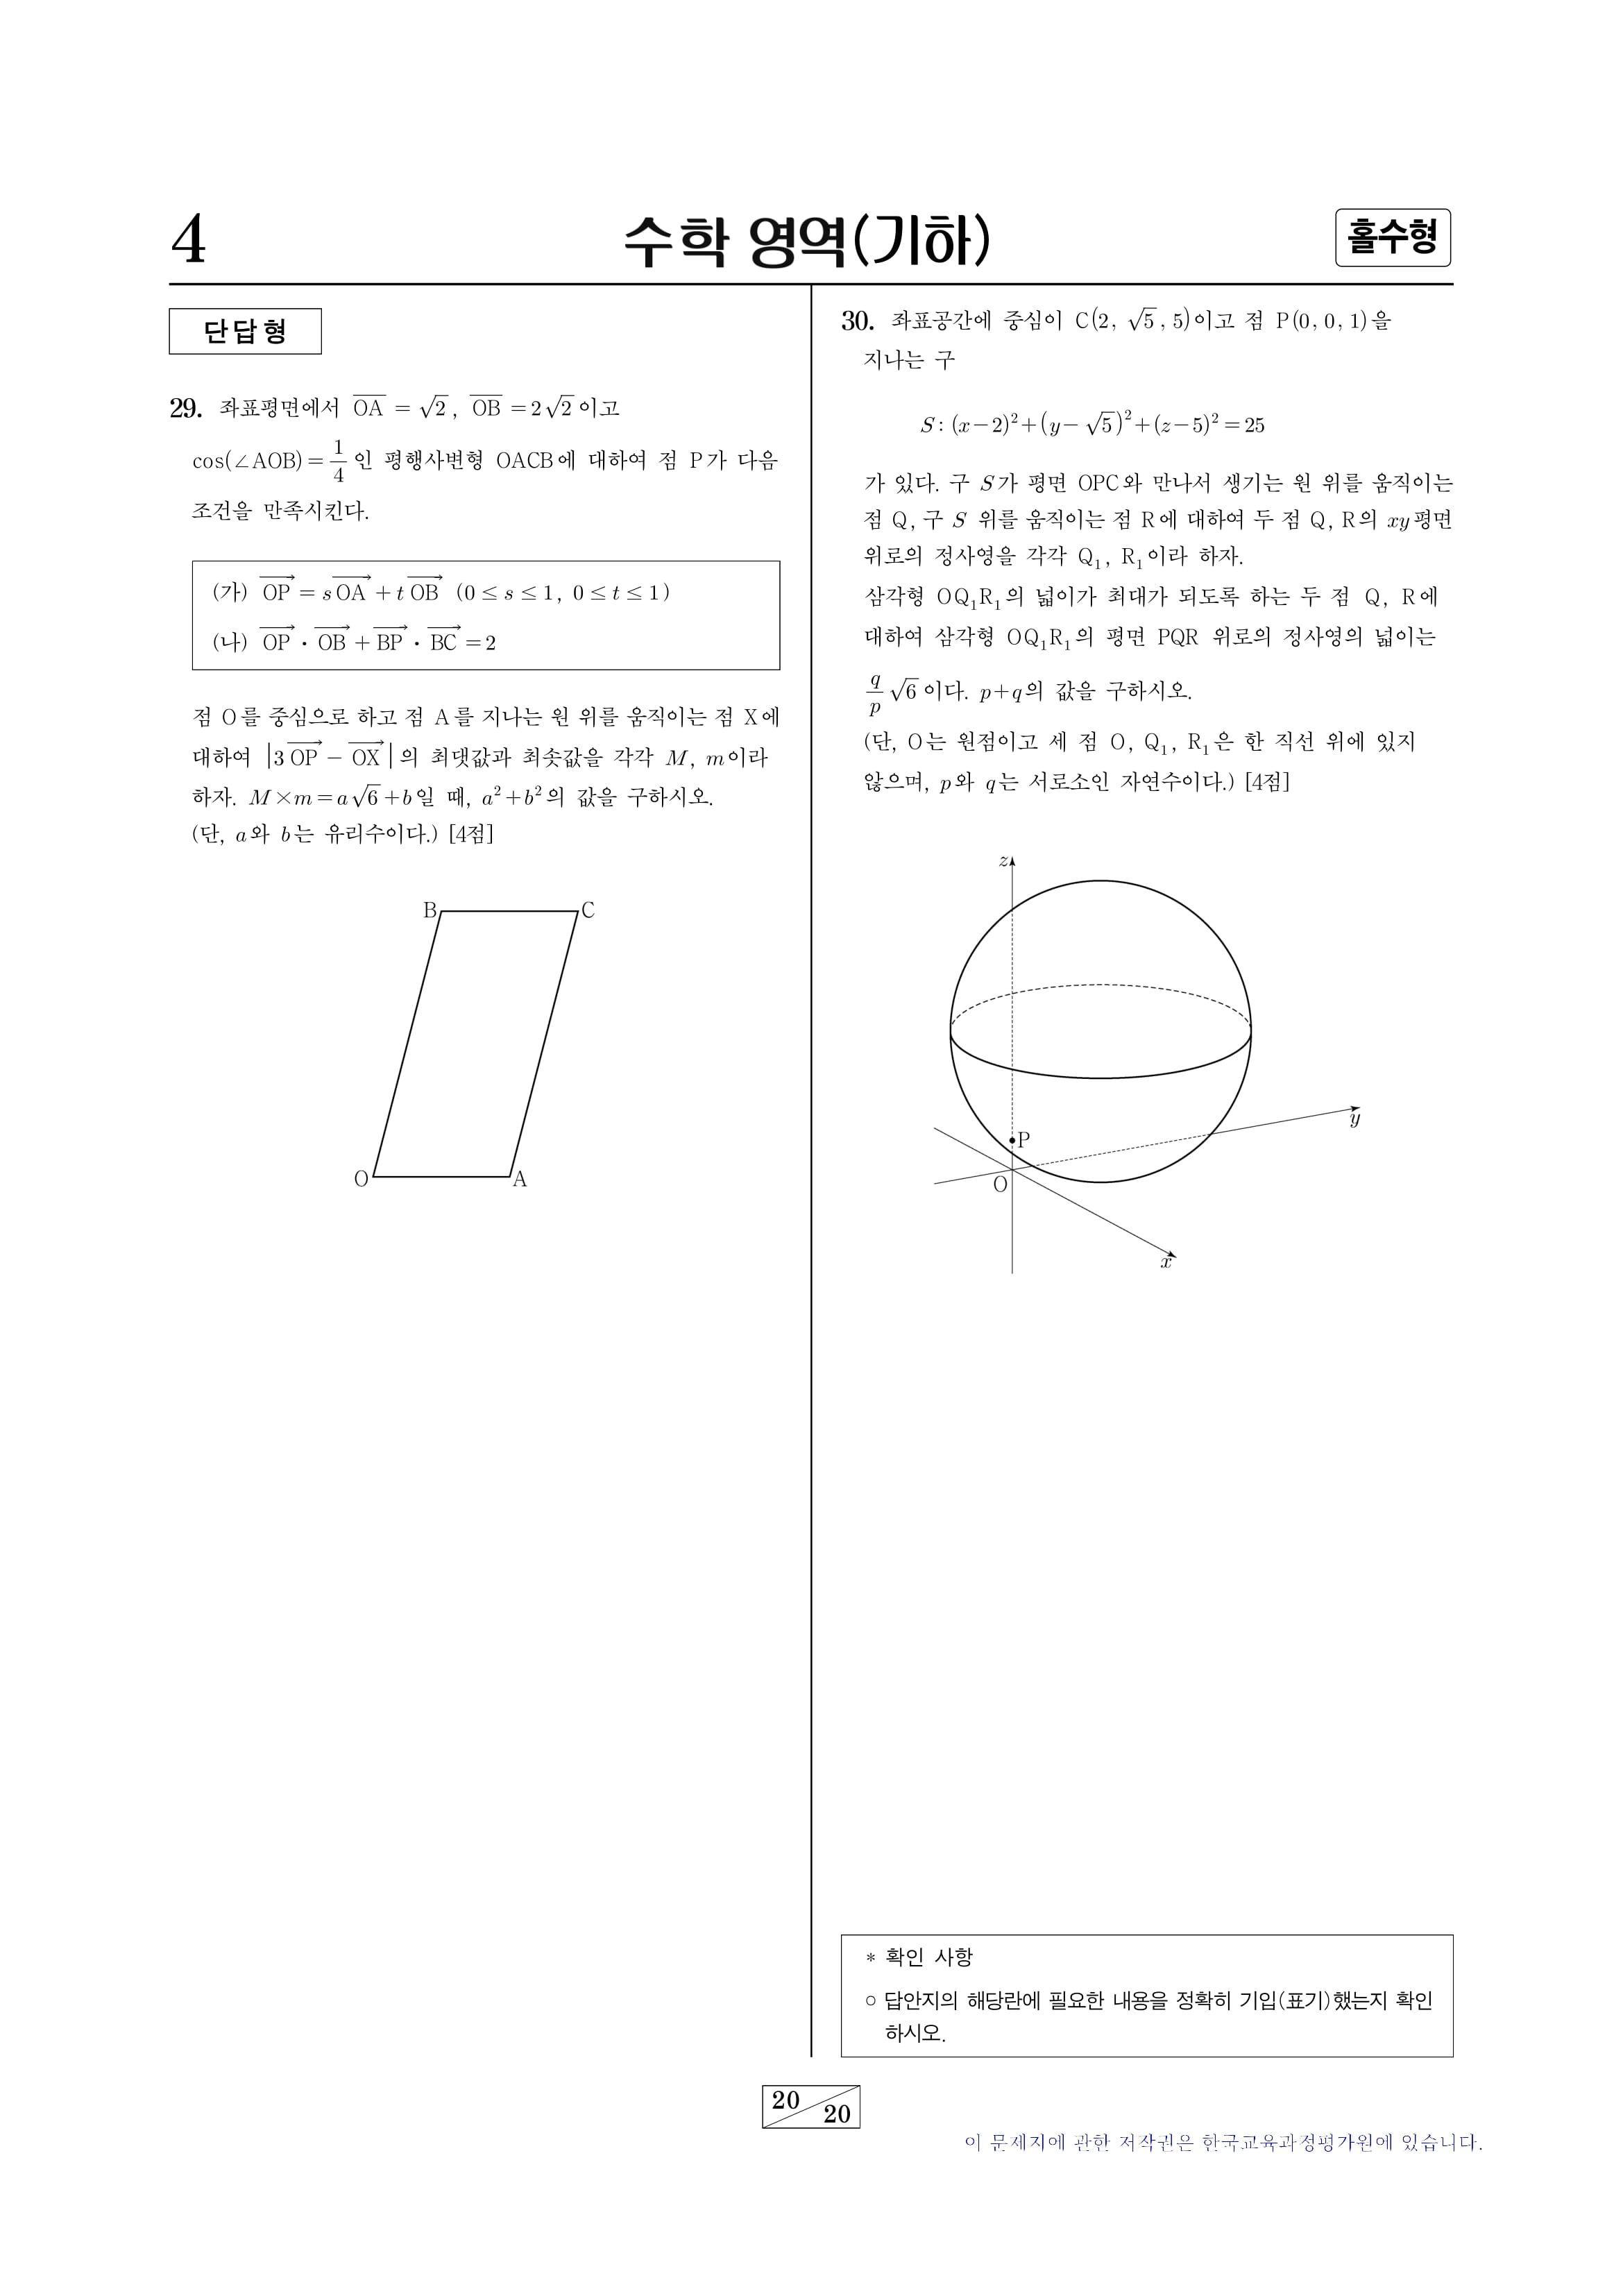 4
수학 영역(기하)
홀수형
단답형
29. 좌표평면에서 $\overline{OA}=\sqrt{2}$, $\overline{OB}=2\sqrt{2}$이고
$\cos(\angle AOB)=\frac{1}{4}$인 평행사변형 OACB에 대하여 점 P가 다음
조건을 만족시킨다.
(가) $\overrightarrow{OP}=s\overrightarrow{OA}+t\overrightarrow{OB}$ $(0\le s\le 1, 0\le t\le 1)$
(나) $\overrightarrow{OP}\cdot\overrightarrow{OB}+\overrightarrow{BP}\cdot\overrightarrow{BC}=2$
점 O를 중심으로 하고 점 A를 지나는 원 위를 움직이는 점 X에
대하여 $|3\overrightarrow{OP}-\overrightarrow{OX}|$의 최댓값과 최솟값을 각각 $M$, $m$이라
하자. $M\times m=a\sqrt{6}+b$일 때, $a^2+b^2$의 값을 구하시오.
(단, $a$와 $b$는 유리수이다.) [4점]
B
C
O
A
30. 좌표공간에 중심이 $C(2, \sqrt{5}, 5)$이고 점 $P(0, 0, 1)$을
지나는 구
$S: (x-2)^2+(y-\sqrt{5})^2+(z-5)^2=25$
가 있다. 구 $S$가 평면 OPC와 만나서 생기는 원 위를 움직이는
점 Q, 구 $S$ 위를 움직이는 점 R에 대하여 두 점 Q, R의 $xy$평면
위로의 정사영을 각각 $Q_1$, $R_1$이라 하자.
삼각형 $OQ_1R_1$의 넓이가 최대가 되도록 하는 두 점 Q, R에
대하여 삼각형 $OQ_1R_1$의 평면 PQR 위로의 정사영의 넓이는
$\frac{q}{p}\sqrt{6}$이다. $p+q$의 값을 구하시오.
(단, O는 원점이고 세 점 O, $Q_1$, $R_1$은 한 직선 위에 있지
않으며, $p$와 $q$는 서로소인 자연수이다.) [4점]
z
P
y
O
x
* 확인 사항
○ 답안지의 해당란에 필요한 내용을 정확히 기입(표기)했는지 확인
하시오.
20
20
이 문제지에 관한 저작권은 한국교육과정평가원에 있습니다.